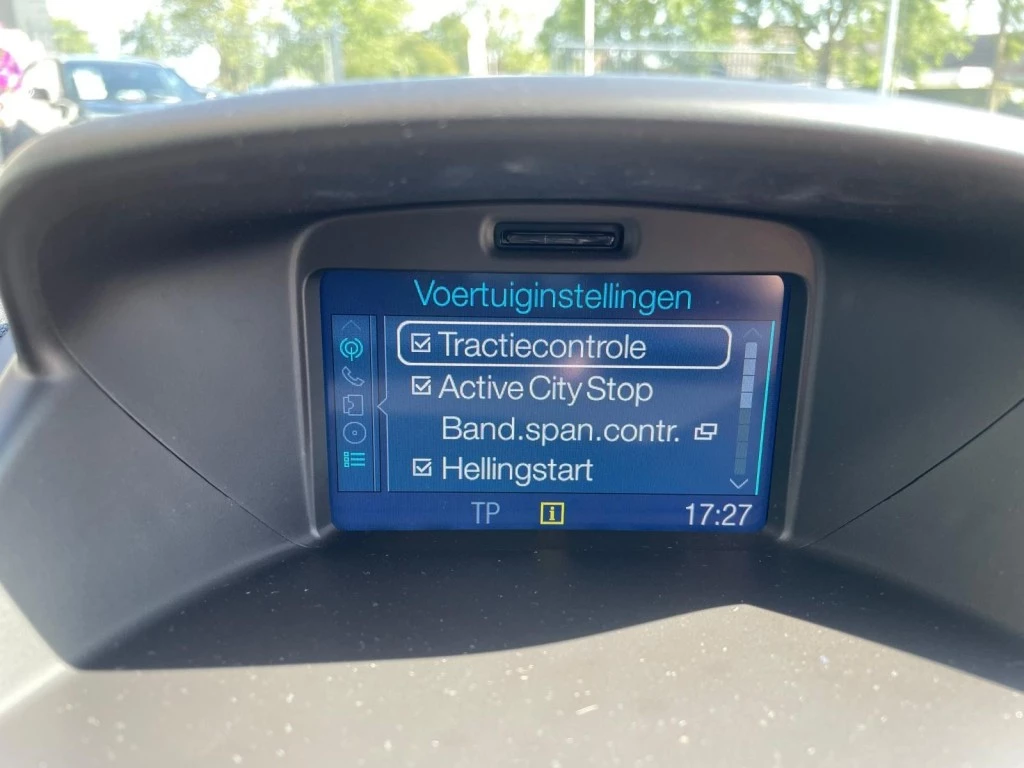 Voertuiginstellingen
Tractiecontrole
Active City Stop
Band.span.contr.
Hellingstart
TP i 17:27